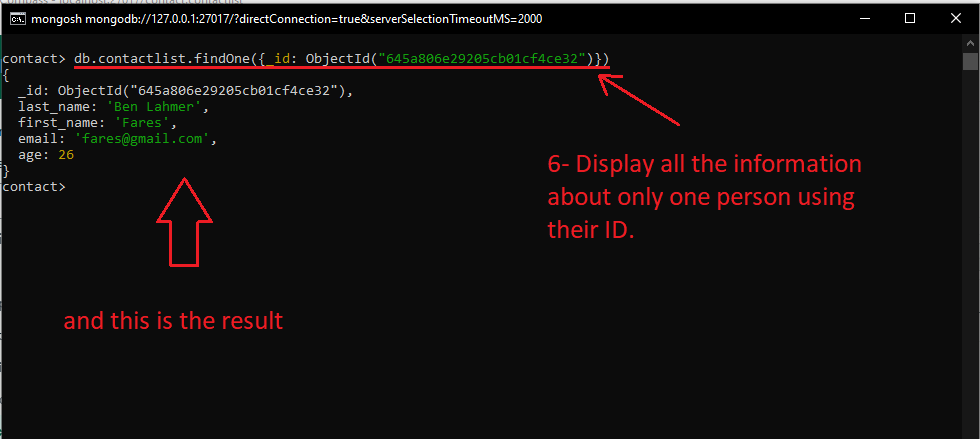 mongosh mongodb://127.0.0.1:27017/?directConnection=true&serverSelectionTimeoutMS=2000
contact> db.contactlist.findOne({_id: ObjectId("645a806e29205cb01cf4ce32")})
{
  _id: ObjectId("645a806e29205cb01cf4ce32"),
  last_name: 'Ben Lahmer',
  first_name: 'Fares',
  email: 'fares@gmail.com',
  age: 26
}
contact>
6- Display all the information
about only one person using
their ID.
and this is the result